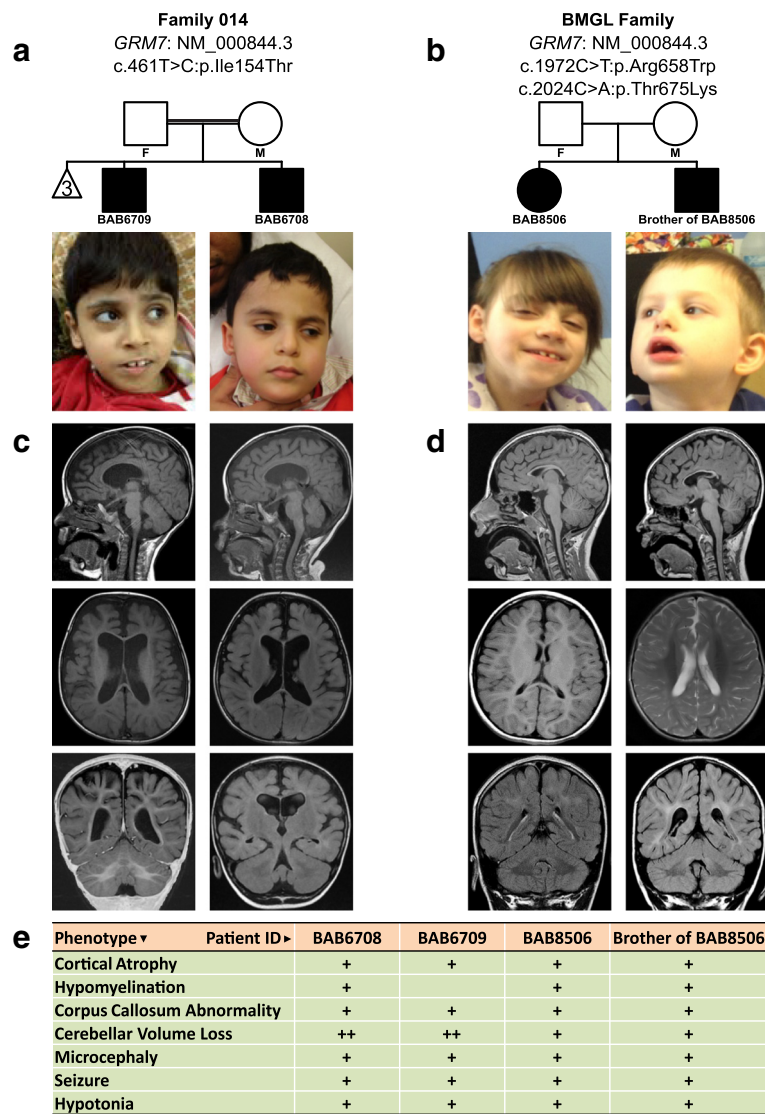 a
Family 014
GRM7: NM_000844.3
c.461T>C:p.Ile154Thr
F
M
3
BAB6709
BAB6708
b
BMGL Family
GRM7: NM_000844.3
c.1972C>T:p.Arg658Trp
c.2024C>A:p.Thr675Lys
F
M
BAB8506
Brother of BAB8506
c
d
e
Phenotype ▾ Patient ID ▸ BAB6708 BAB6709 BAB8506 Brother of BAB8506
Cortical Atrophy + + + +
Hypomyelination + + +
Corpus Callosum Abnormality + + + +
Cerebellar Volume Loss ++ ++ + +
Microcephaly + + + +
Seizure + + + +
Hypotonia + + + +